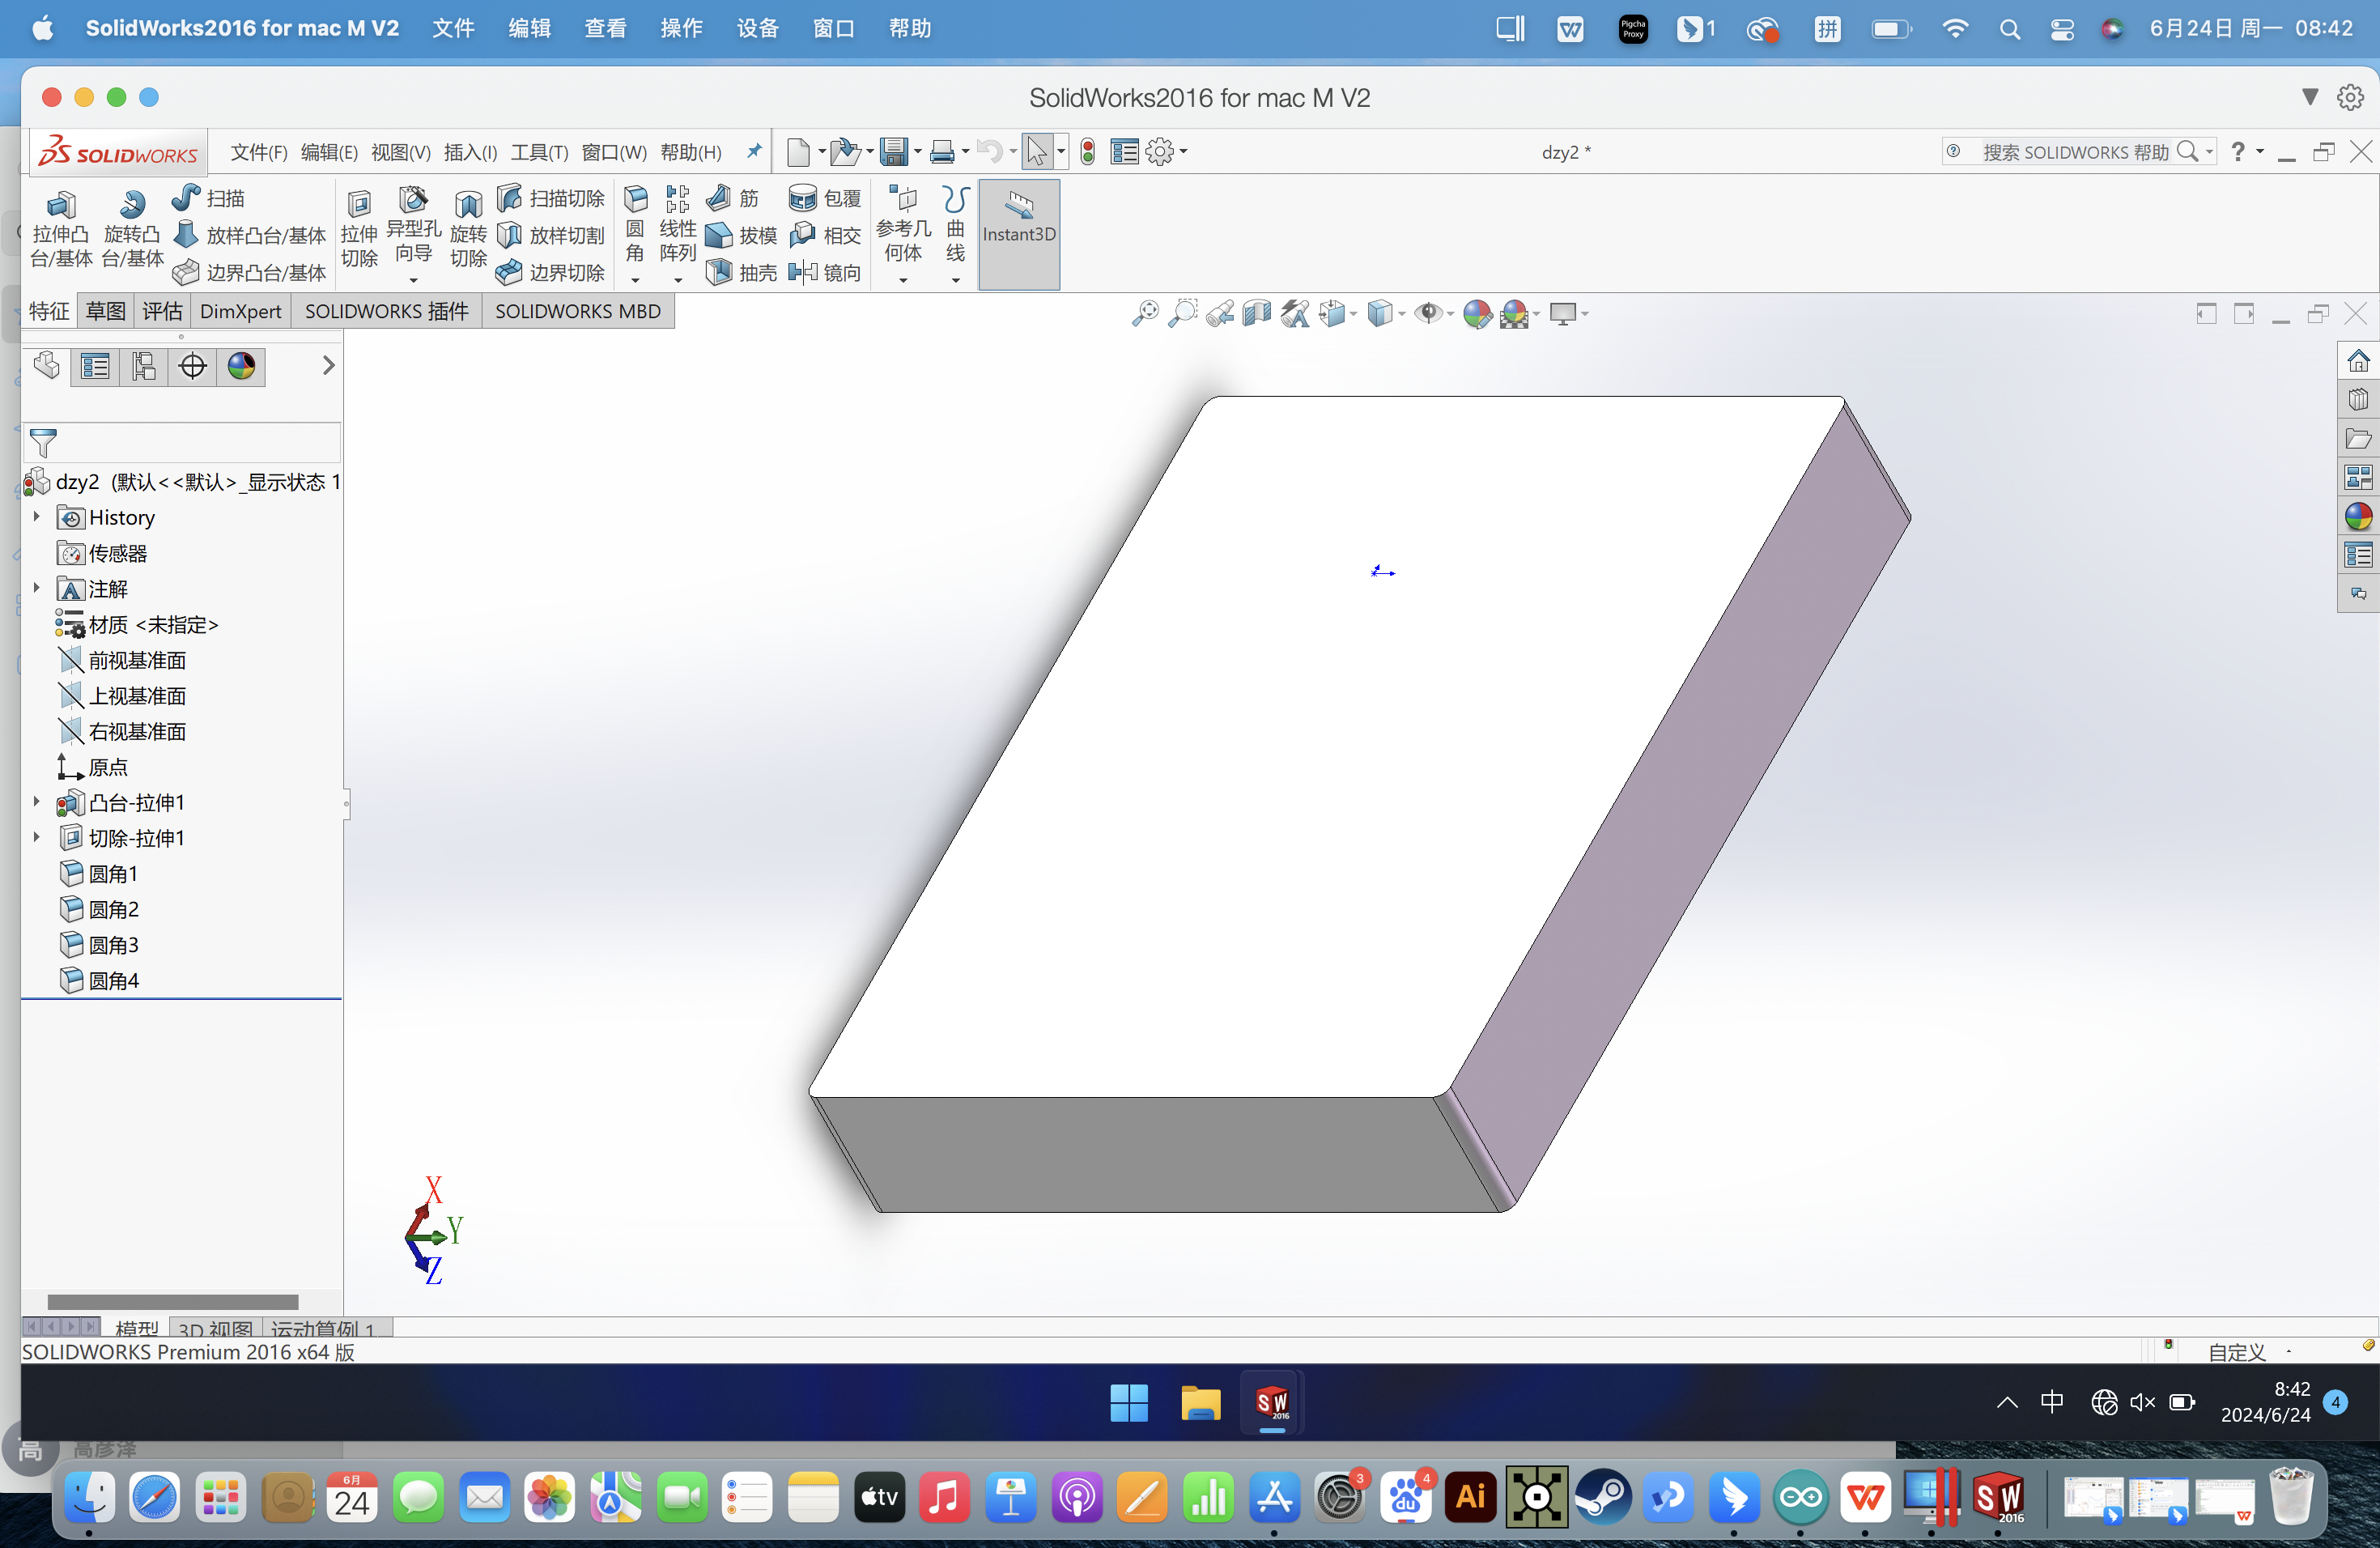 SolidWorks2016 for mac M V2 文件 编辑 查看 操作 设备 窗口 帮助
Pigcha Proxy 1 拼 6月24日 周一 08:42
SolidWorks2016 for mac M V2
SOLIDWORKS 文件(F) 编辑(E) 视图(V) 插入(I) 工具(T) 窗口(W) 帮助(H) dzy2 * 搜索 SOLIDWORKS 帮助 ?
拉伸凸台/基体
旋转凸台/基体
扫描
放样凸台/基体
边界凸台/基体
拉伸切除
异型孔向导
旋转切除
扫描切除
放样切割
边界切除
圆角
线性阵列
筋
拔模
抽壳
包覆
相交
镜向
参考几何体
曲线
Instant3D
特征 草图 评估 DimXpert SOLIDWORKS 插件 SOLIDWORKS MBD
dzy2 (默认<<默认>_显示状态 1
History
传感器
注解
材质 <未指定>
前视基准面
上视基准面
右视基准面
原点
凸台-拉伸1
切除-拉伸1
圆角1
圆角2
圆角3
圆角4
X
Y
Z
模型 3D 视图 运动算例 1
SOLIDWORKS Premium 2016 x64 版 自定义
SW 2016 中 8:42
2024/6/24 4
高 高彦泽
6月
24
tv
3
du 4
Ai
SW 2016